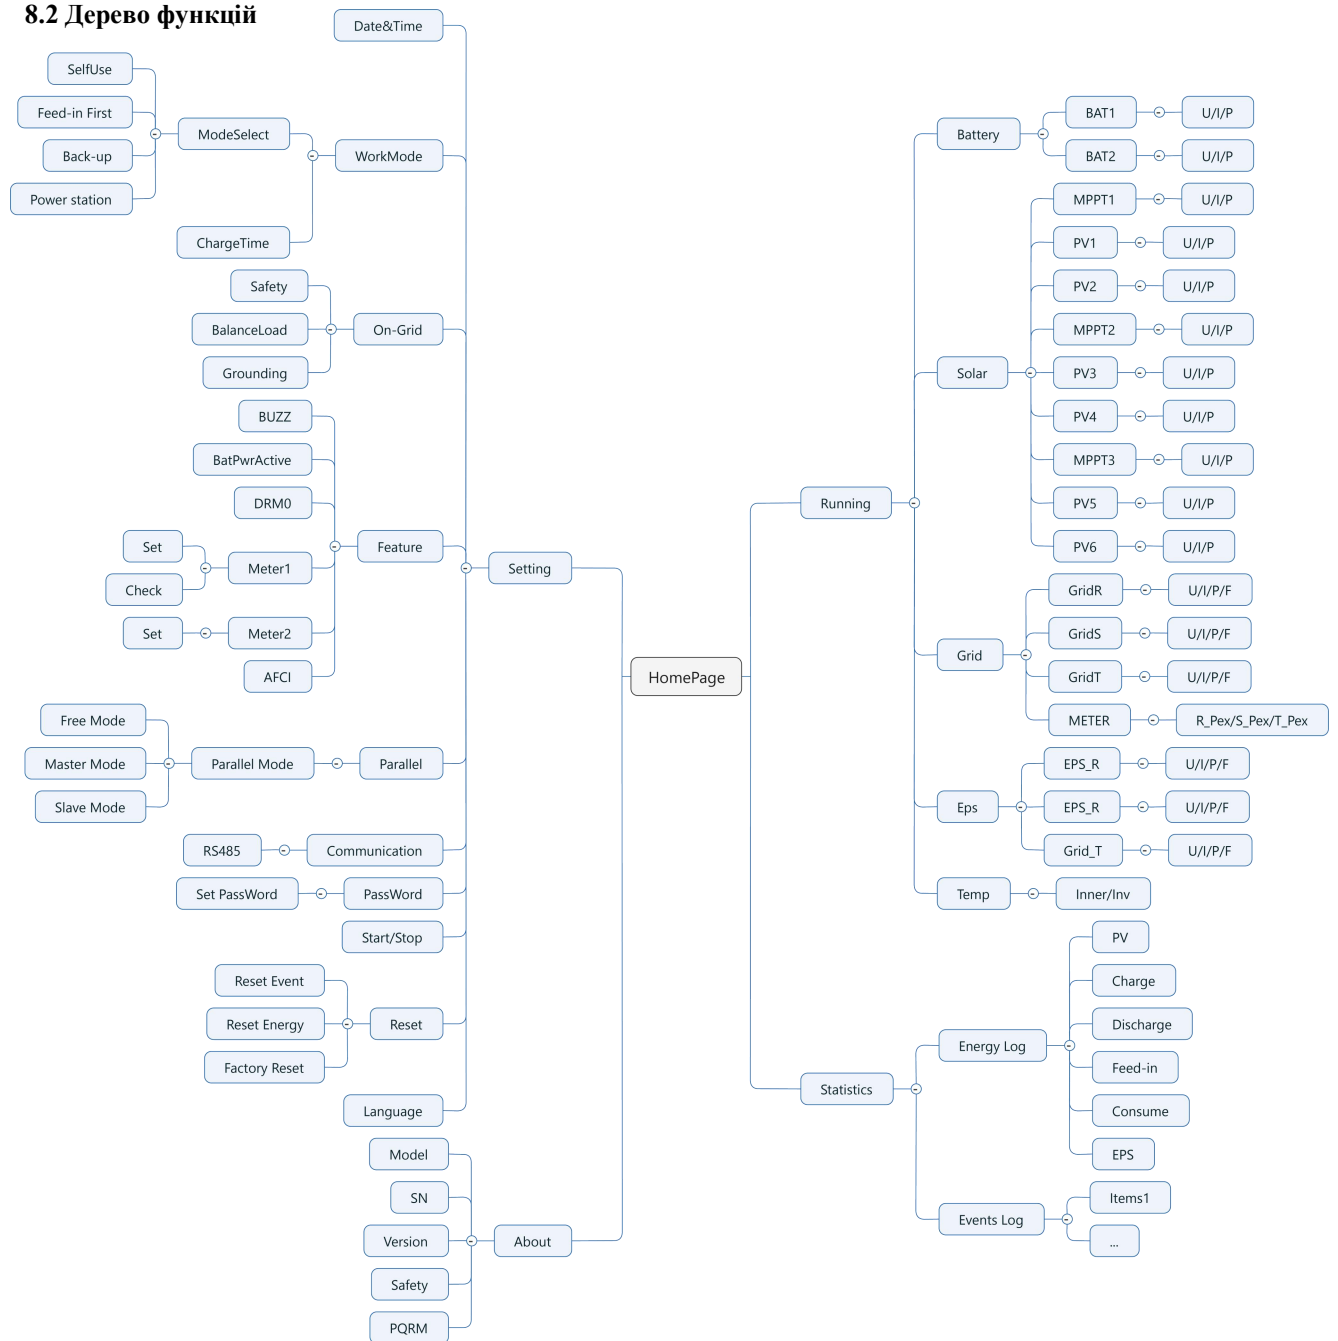 8.2 Дерево функцій
Date&Time
SelfUse
Feed-in First
Back-up
Power station
ModeSelect
ChargeTime
WorkMode
Safety
BalanceLoad
Grounding
On-Grid
BUZZ
BatPwrActive
DRM0
Set
Check
Meter1
Set
Meter2
AFCI
Feature
Free Mode
Master Mode
Slave Mode
Parallel Mode
Parallel
RS485
Communication
Set PassWord
PassWord
Start/Stop
Reset Event
Reset Energy
Factory Reset
Reset
Language
Setting
Model
SN
Version
Safety
PQRM
About
HomePage
Running
Battery
BAT1
U/I/P
BAT2
U/I/P
Solar
MPPT1
U/I/P
PV1
U/I/P
PV2
U/I/P
MPPT2
U/I/P
PV3
U/I/P
PV4
U/I/P
MPPT3
U/I/P
PV5
U/I/P
PV6
U/I/P
Grid
GridR
U/I/P/F
GridS
U/I/P/F
GridT
U/I/P/F
METER
R_Pex/S_Pex/T_Pex
Eps
EPS_R
U/I/P/F
EPS_R
U/I/P/F
Grid_T
U/I/P/F
Temp
Inner/Inv
Statistics
Energy Log
PV
Charge
Discharge
Feed-in
Consume
EPS
Events Log
Items1
...